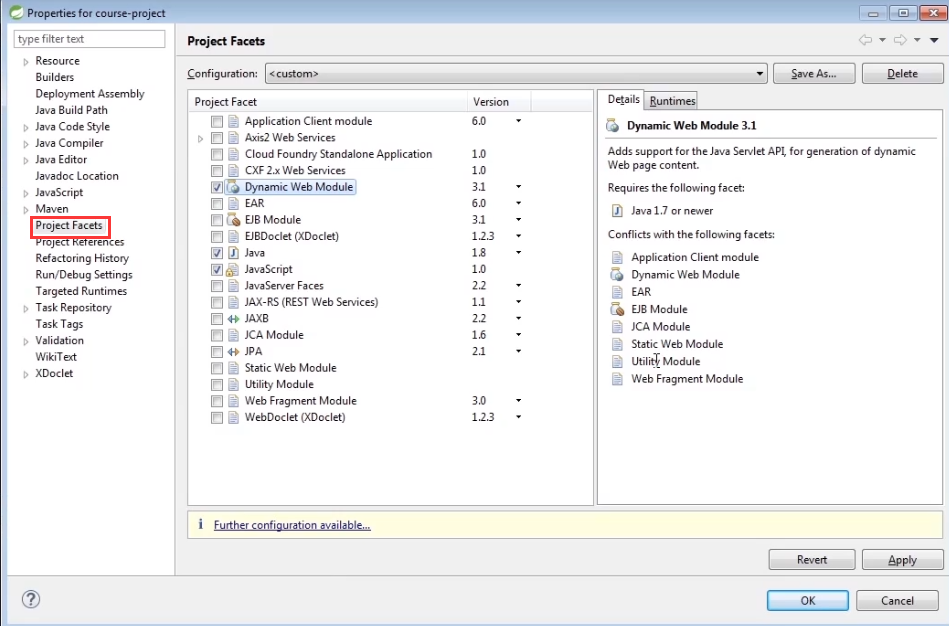 Properties for course-project
type filter text
Resource
Builders
Deployment Assembly
Java Build Path
Java Code Style
Java Compiler
Java Editor
Javadoc Location
JavaScript
Maven
Project Facets
Project References
Refactoring History
Run/Debug Settings
Targeted Runtimes
Task Repository
Task Tags
Validation
WikiText
XDoclet
Project Facets
Configuration: <custom> Save As... Delete
Project Facet Version
Application Client module 6.0
Axis2 Web Services
Cloud Foundry Standalone Application 1.0
CXF 2.x Web Services 1.0
Dynamic Web Module 3.1
EAR 6.0
EJB Module 3.1
EJBDoclet (XDoclet) 1.2.3
Java 1.8
JavaScript 1.0
JavaServer Faces 2.2
JAX-RS (REST Web Services) 1.1
JAXB 2.2
JCA Module 1.6
JPA 2.1
Static Web Module
Utility Module
Web Fragment Module 3.0
WebDoclet (XDoclet) 1.2.3
Details Runtimes
Dynamic Web Module 3.1
Adds support for the Java Servlet API, for generation of dynamic
Web page content.
Requires the following facet:
Java 1.7 or newer
Conflicts with the following facets:
Application Client module
Dynamic Web Module
EAR
EJB Module
JCA Module
Static Web Module
Utility Module
Web Fragment Module
i Further configuration available...
Revert Apply
? OK Cancel